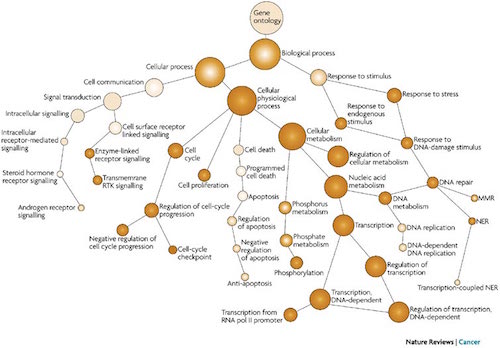 Gene
ontology
Cellular process
Biological process
Cell communication
Response to stimulus
Signal transduction
Cellular
physiological
process
Response to stress
Intracellular signalling
Response to
endogenous
stimulus
Cell surface receptor
linked signalling
Cellular
metabolism
Intracellular
receptor-mediated
signalling
Enzyme-linked
receptor signalling
Cell
cycle
Cell death
Regulation of
cellular metabolism
Response to
DNA-damage stimulus
Steroid hormone
receptor signalling
Transmemrane
RTK signalling
Cell proliferation
Programmed
cell death
Nucleic acid
metabolism
DNA repair
Androgen receptor
signalling
Regulation of cell-cycle
progression
Apoptosis
Phosphorus
metabolism
DNA
metabolism
MMR
Regulation
of apoptosis
Transcription
DNA replication
NER
Negative regulation of
cell cycle progression
Cell-cycle
checkpoint
Negative
regulation
of apoptosis
Phosphate
metabolism
DNA-dependent
DNA replication
Anti-apoptosis
Phosphorylation
Regulation of
transcription
Transcription-coupled NER
Transcription,
DNA-dependent
Transcription from
RNA pol II promoter
Regulation of transcription,
DNA-dependent
Nature Reviews | Cancer